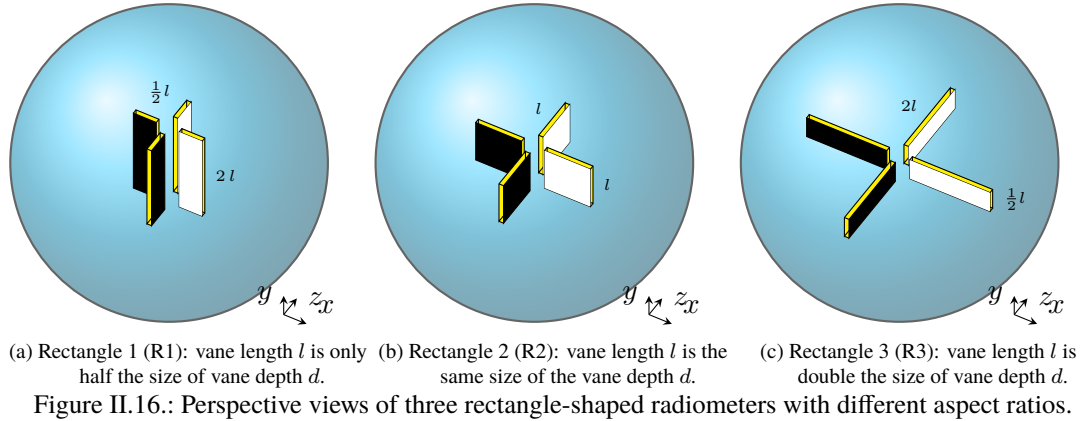 ½ l
2 l
y z x
l
l
y z x
2l
½ l
y z x
(a) Rectangle 1 (R1): vane length l is only
half the size of vane depth d.
(b) Rectangle 2 (R2): vane length l is the
same size of the vane depth d.
(c) Rectangle 3 (R3): vane length l is
double the size of vane depth d.
Figure II.16.: Perspective views of three rectangle-shaped radiometers with different aspect ratios.